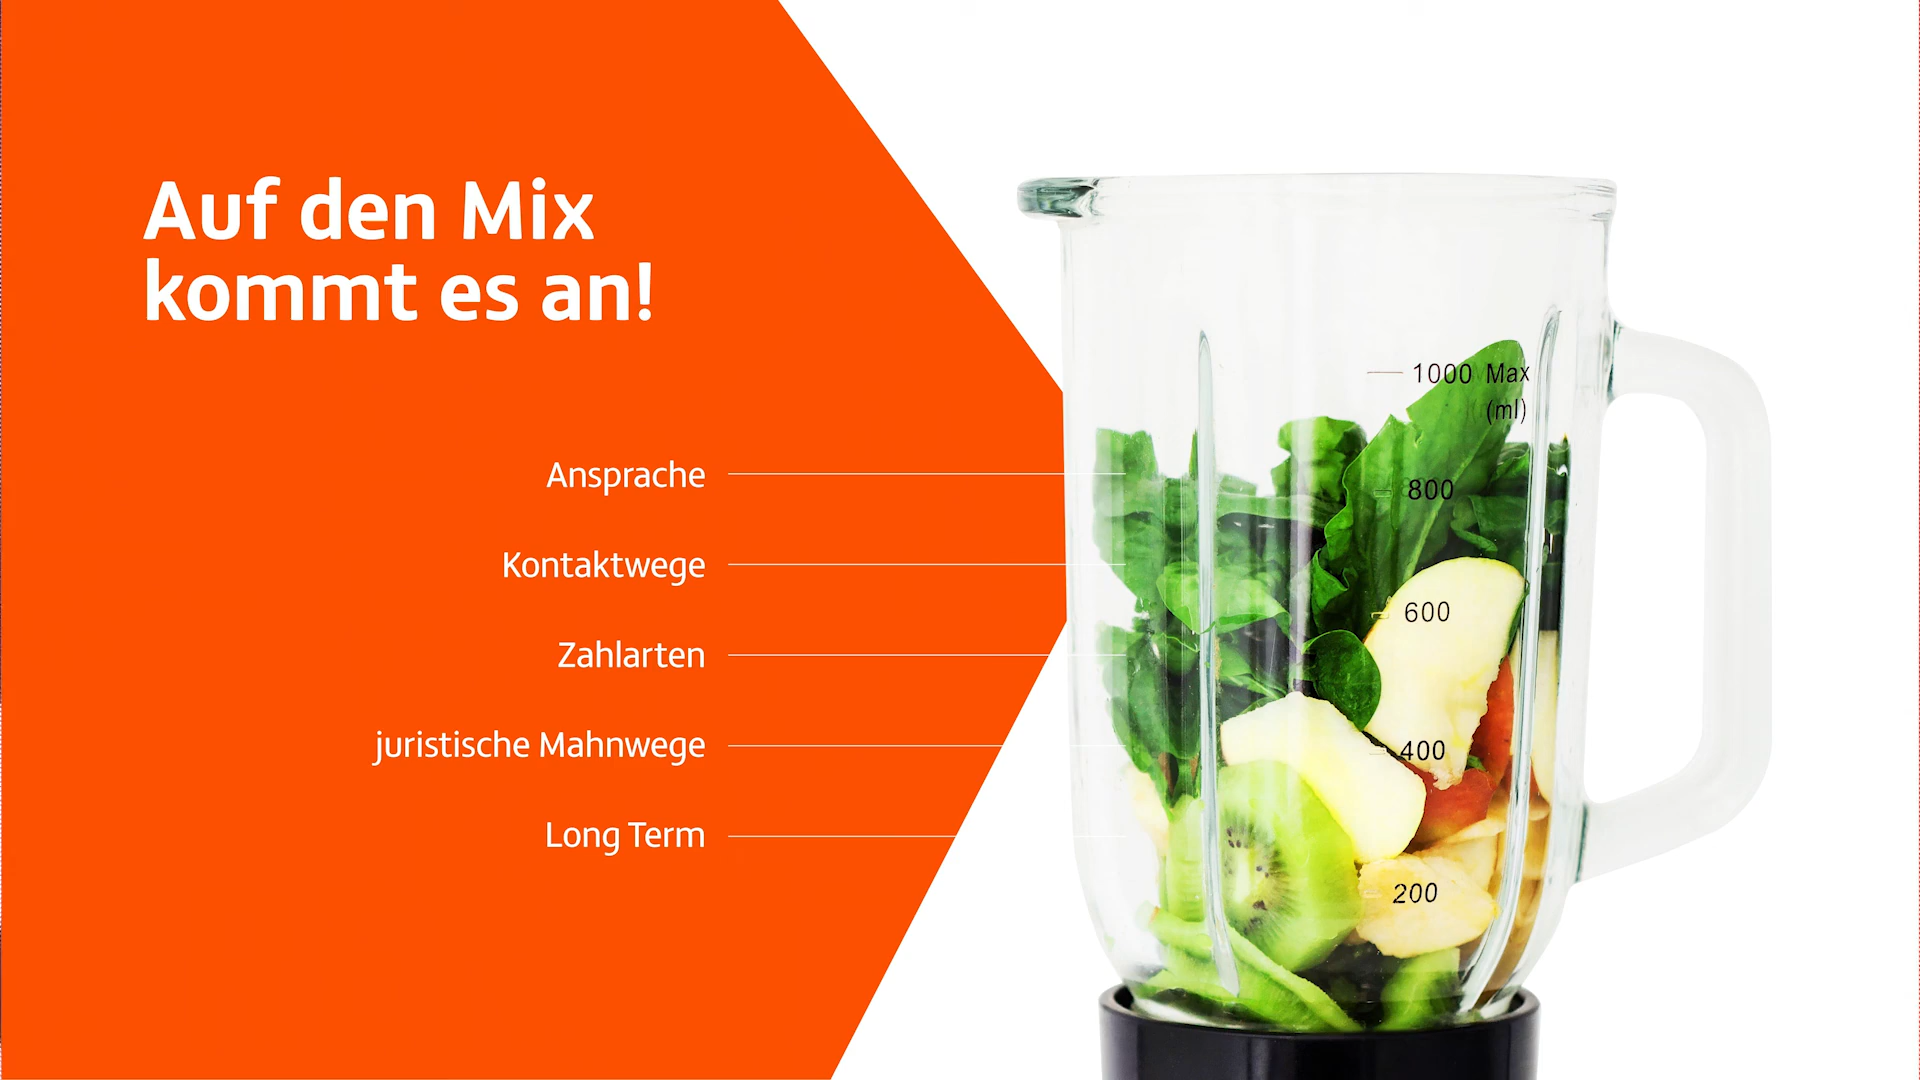 Auf den Mix
kommt es an!
Ansprache
Kontaktwege
Zahlarten
juristische Mahnwege
Long Term
1000 Max
(ml)
800
600
400
200